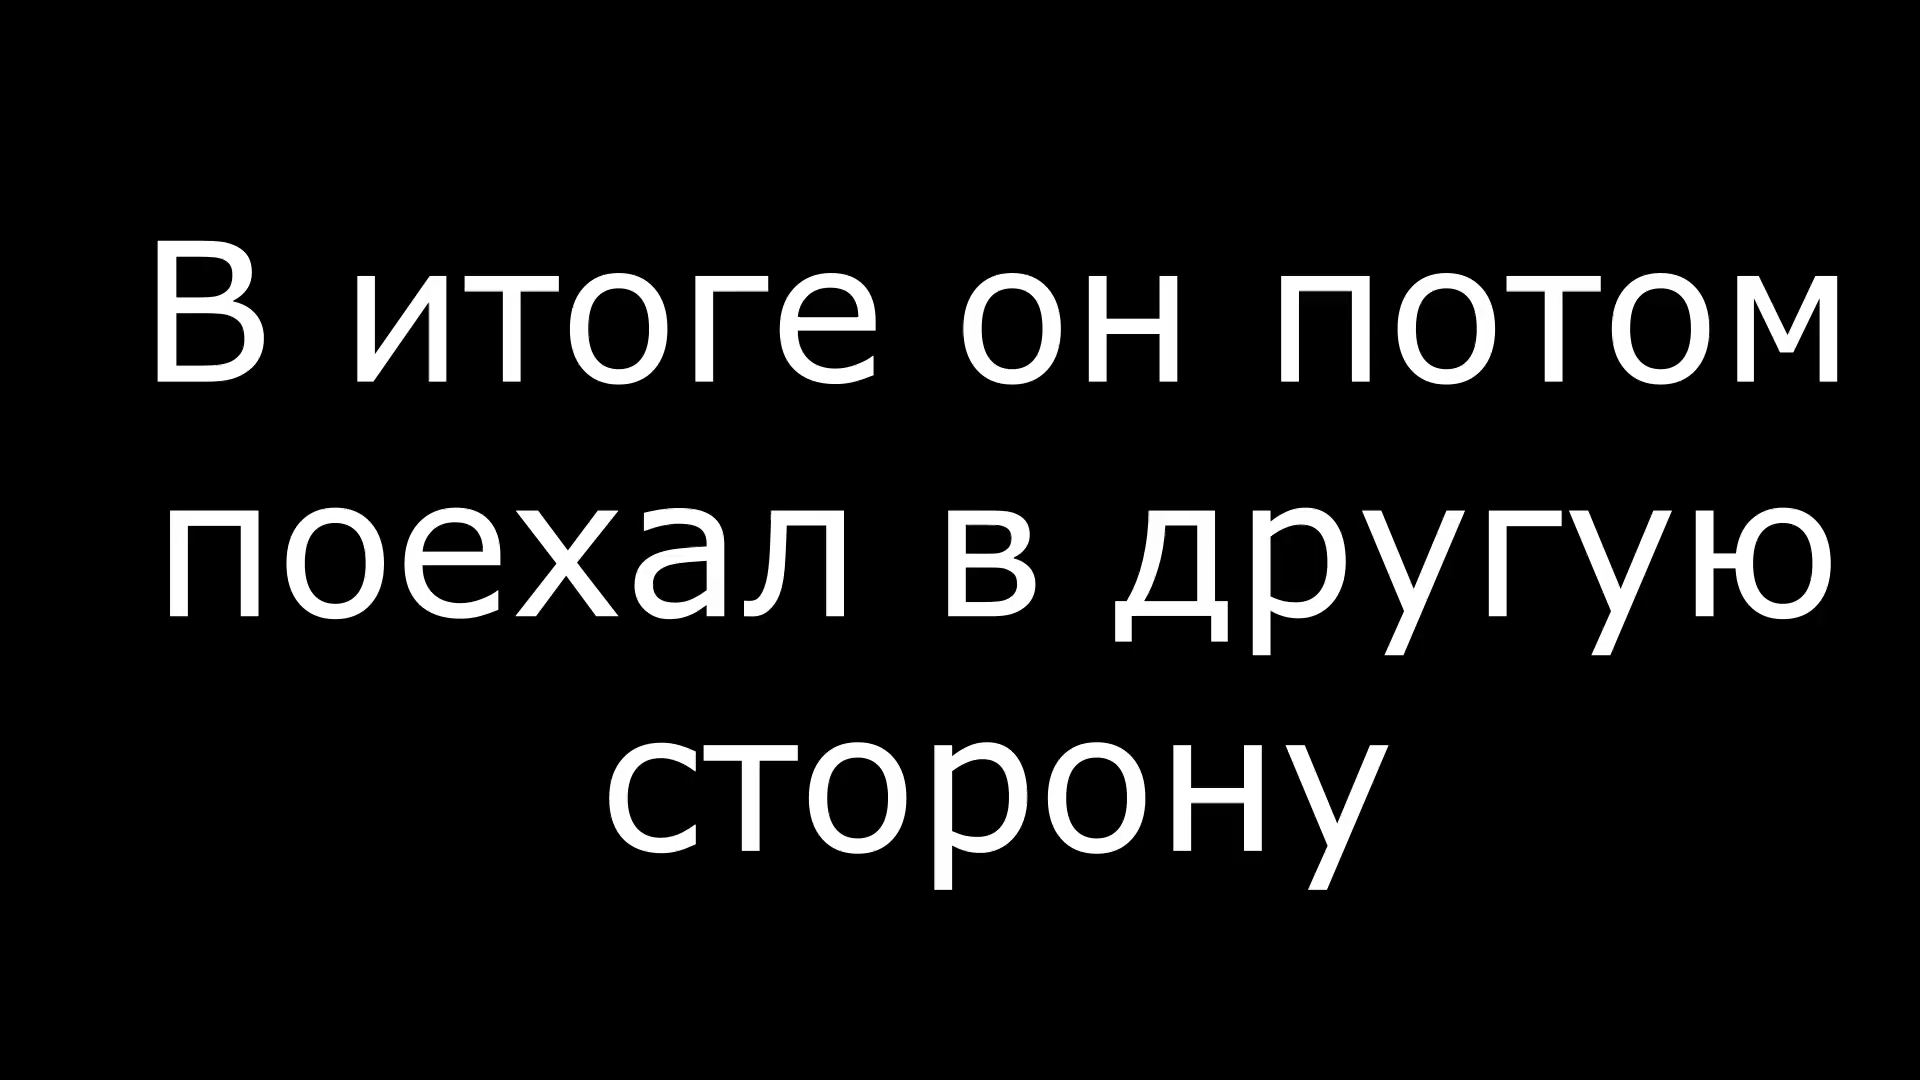 В итоге он потом
поехал в другую
сторону